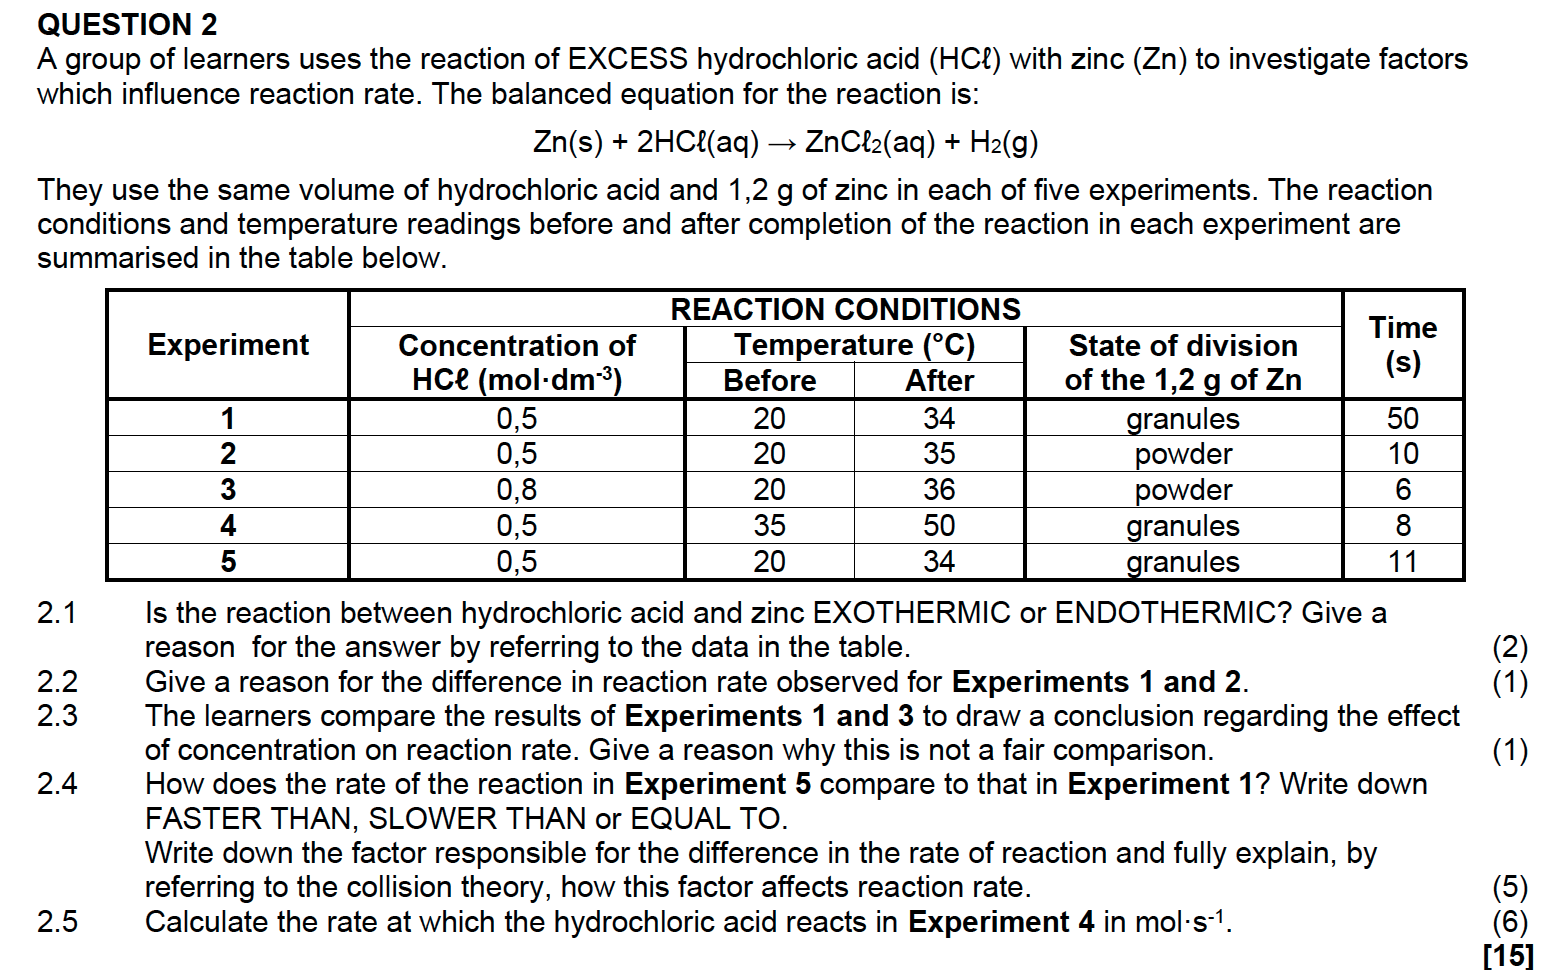 QUESTION 2
A group of learners uses the reaction of EXCESS hydrochloric acid (HCℓ) with zinc (Zn) to investigate factors
which influence reaction rate. The balanced equation for the reaction is:
Zn(s) + 2HCℓ(aq) → ZnCℓ₂(aq) + H₂(g)
They use the same volume of hydrochloric acid and 1,2 g of zinc in each of five experiments. The reaction
conditions and temperature readings before and after completion of the reaction in each experiment are
summarised in the table below.
Experiment REACTION CONDITIONS Time (s)
Concentration of HCℓ (mol·dm⁻³) Temperature (°C) State of division of the 1,2 g of Zn
Before After
1 0,5 20 34 granules 50
2 0,5 20 35 powder 10
3 0,8 20 36 powder 6
4 0,5 35 50 granules 8
5 0,5 20 34 granules 11
2.1 Is the reaction between hydrochloric acid and zinc EXOTHERMIC or ENDOTHERMIC? Give a
reason for the answer by referring to the data in the table. (2)
2.2 Give a reason for the difference in reaction rate observed for Experiments 1 and 2. (1)
2.3 The learners compare the results of Experiments 1 and 3 to draw a conclusion regarding the effect
of concentration on reaction rate. Give a reason why this is not a fair comparison. (1)
2.4 How does the rate of the reaction in Experiment 5 compare to that in Experiment 1? Write down
FASTER THAN, SLOWER THAN or EQUAL TO.
Write down the factor responsible for the difference in the rate of reaction and fully explain, by
referring to the collision theory, how this factor affects reaction rate. (5)
2.5 Calculate the rate at which the hydrochloric acid reacts in Experiment 4 in mol·s⁻¹. (6)
[15]